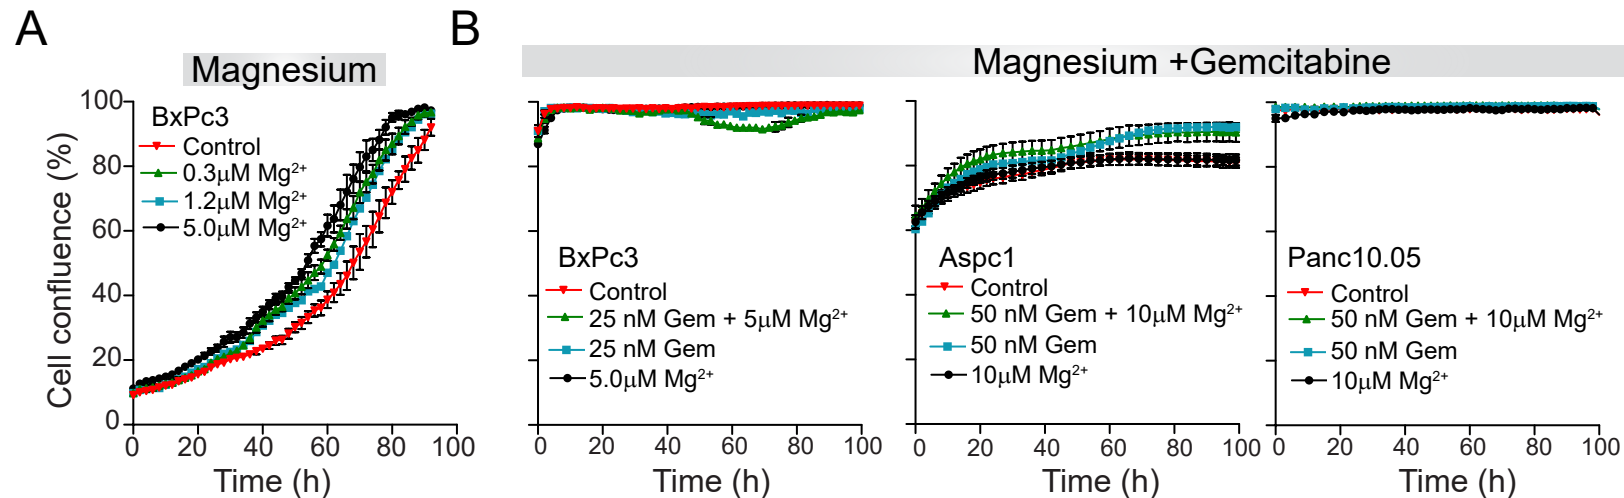 A
B
Magnesium
Magnesium +Gemcitabine
Cell confluence (%)
100
80
60
40
20
0
BxPc3
Control
0.3μM Mg²⁺
1.2μM Mg²⁺
5.0μM Mg²⁺
0 20 40 60 80 100
Time (h)
BxPc3
Control
25 nM Gem + 5μM Mg²⁺
25 nM Gem
5.0μM Mg²⁺
0 20 40 60 80 100
Time (h)
Aspc1
Control
50 nM Gem + 10μM Mg²⁺
50 nM Gem
10μM Mg²⁺
0 20 40 60 80 100
Time (h)
Panc10.05
Control
50 nM Gem + 10μM Mg²⁺
50 nM Gem
10μM Mg²⁺
0 20 40 60 80 100
Time (h)